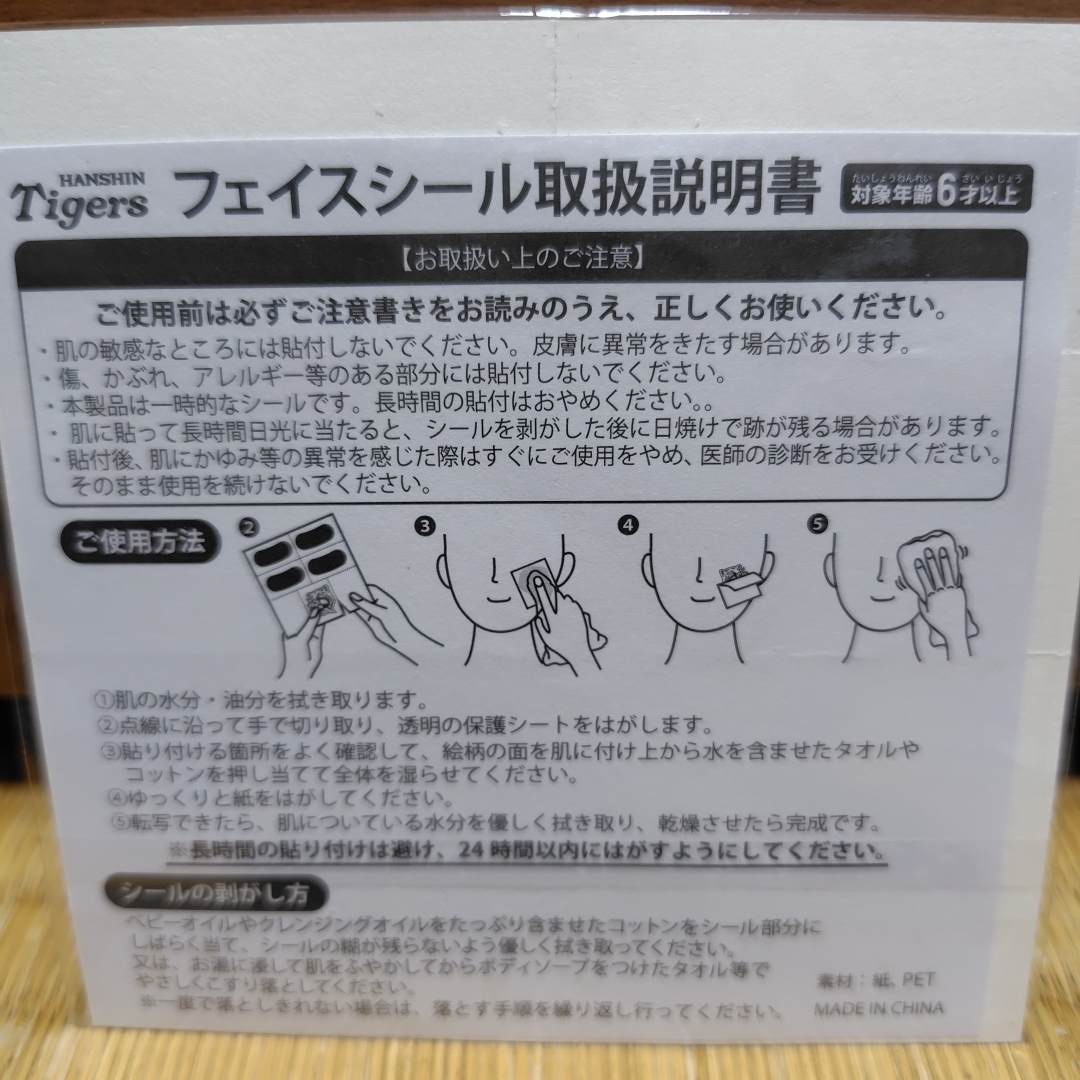 HANSHIN
Tigers
フェイスシール取扱説明書
たいしょうねんれい さいいじょう
対象年齢6才以上
【お取扱い上のご注意】
ご使用前は必ずご注意書きをお読みのうえ、正しくお使いください。
・肌の敏感なところには貼付しないでください。皮膚に異常をきたす場合があります。
・傷、かぶれ、アレルギー等のある部分には貼付しないでください。
・本製品は一時的なシールです。長時間の貼付はおやめください。。
・肌に貼って長時間日光に当たると、シールを剥がした後に日焼けで跡が残る場合があります。
・貼付後、肌にかゆみ等の異常を感じた際はすぐにご使用をやめ、医師の診断をお受けください。
そのまま使用を続けないでください。
ご使用方法
❷ ❸ ❹ ❺
①肌の水分・油分を拭き取ります。
②点線に沿って手で切り取り、透明の保護シートをはがします。
③貼り付ける箇所をよく確認して、絵柄の面を肌に付け上から水を含ませたタオルや
コットンを押し当てて全体を湿らせてください。
④ゆっくりと紙をはがしてください。
⑤転写できたら、肌についている水分を優しく拭き取り、乾燥させたら完成です。
※長時間の貼り付けは避け、24時間以内にはがすようにしてください。
シールの剥がし方
ベビーオイルやクレンジングオイルをたっぷり含ませたコットンをシール部分に
しばらく当て、シールの糊が残らないよう優しく拭き取ってください。
又は、お湯に浸して肌をふやかしてからボディソープをつけたタオル等で
やさしくこすり落としてください。
※一度で落としきれない場合は、落とす手順を繰り返し行ってください。
素材：紙、PET
MADE IN CHINA